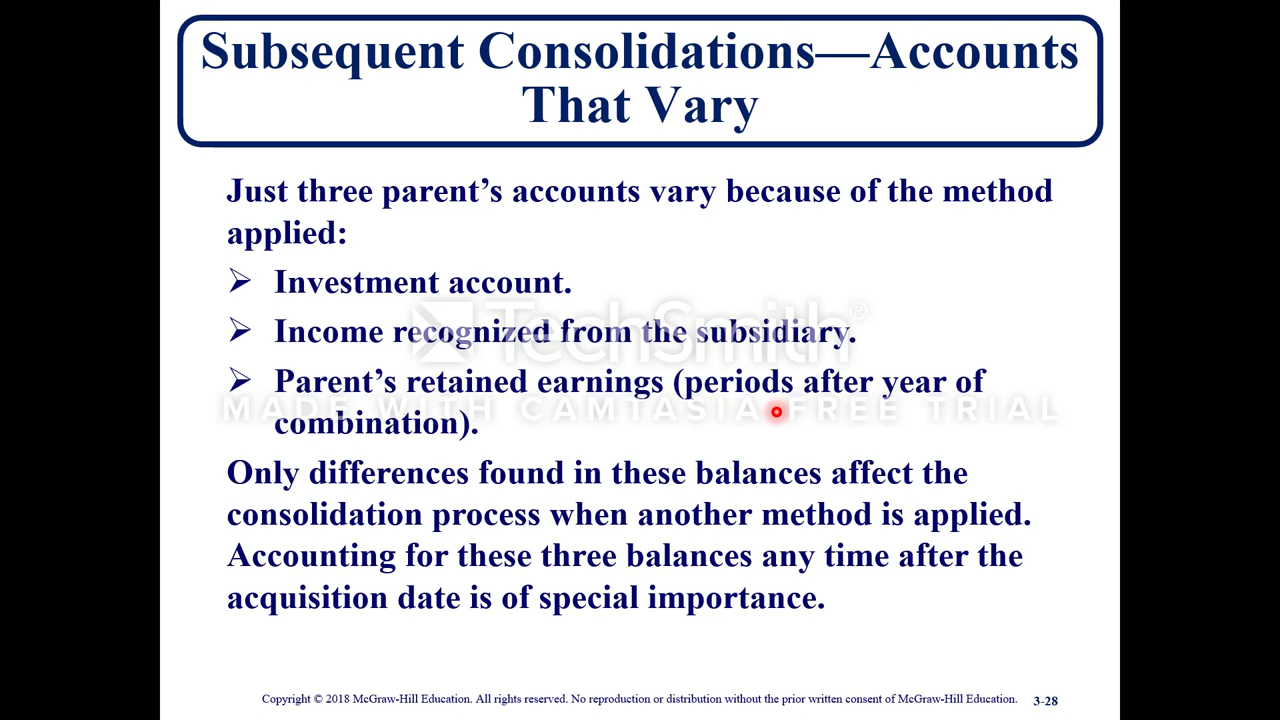 Subsequent Consolidations—Accounts
That Vary
Just three parent’s accounts vary because of the method
applied:
➢ Investment account.
➢ Income recognized from the subsidiary.
TechSmith®
➢ Parent’s retained earnings (periods after year of
MADE WITH CAMTASIA FREE TRIAL
combination).
Only differences found in these balances affect the
consolidation process when another method is applied.
Accounting for these three balances any time after the
acquisition date is of special importance.
Copyright © 2018 McGraw-Hill Education. All rights reserved. No reproduction or distribution without the prior written consent of McGraw-Hill Education. 3-28